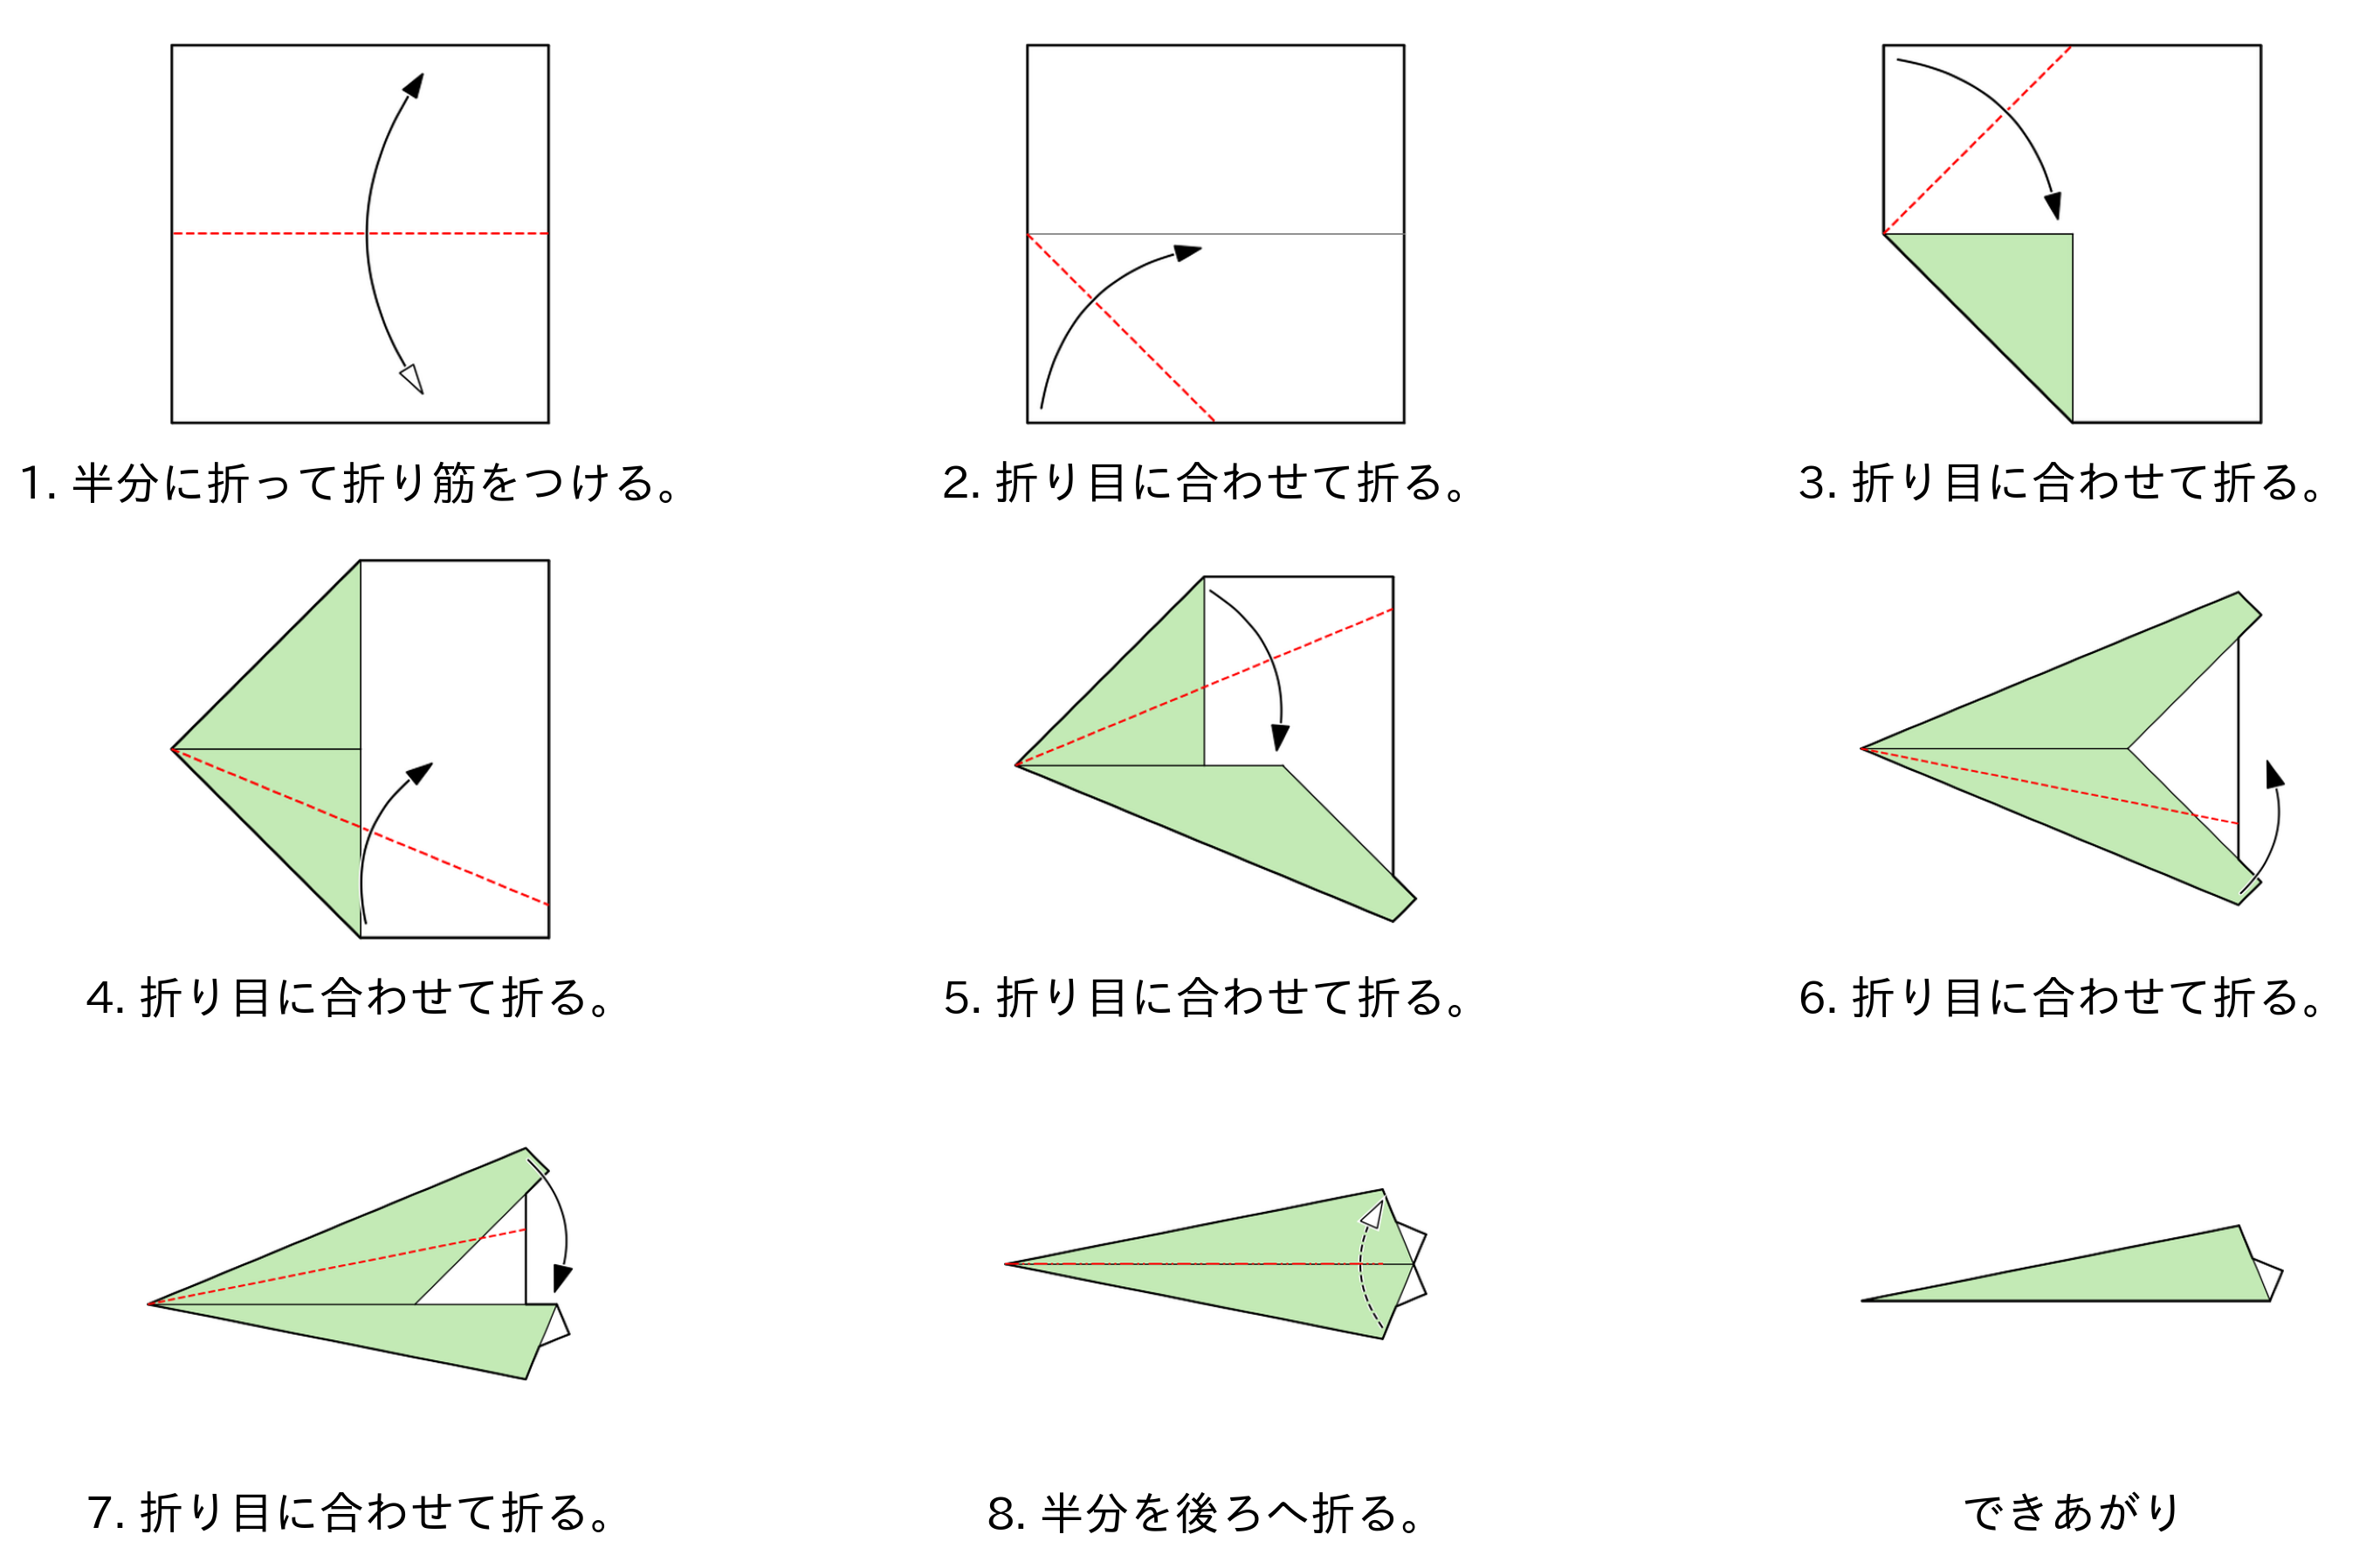 1. 半分に折って折り筋をつける。
2. 折り目に合わせて折る。
3. 折り目に合わせて折る。
4. 折り目に合わせて折る。
5. 折り目に合わせて折る。
6. 折り目に合わせて折る。
7. 折り目に合わせて折る。
8. 半分を後ろへ折る。
できあがり